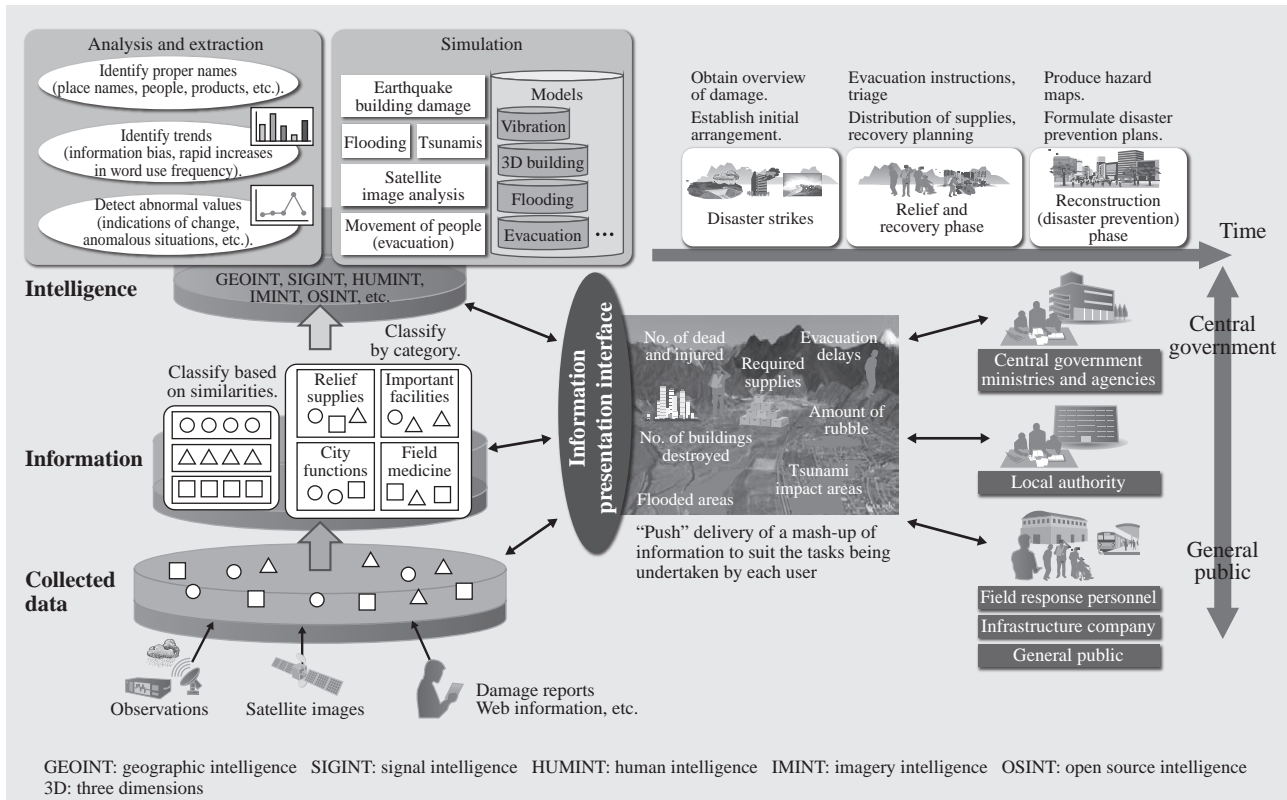 Analysis and extraction
Identify proper names
(place names, people, products, etc.).
Identify trends
(information bias, rapid increases
in word use frequency).
Detect abnormal values
(indications of change,
anomalous situations, etc.).
Simulation
Earthquake
building damage
Flooding
Tsunamis
Satellite
image analysis
Movement of people
(evacuation)
Models
Vibration
3D building
Flooding
Evacuation
...
Obtain overview
of damage.
Establish initial
arrangement.
Disaster strikes
Evacuation instructions,
triage
Distribution of supplies,
recovery planning
Relief and
recovery phase
Produce hazard
maps.
Formulate disaster
prevention plans.
Reconstruction
(disaster prevention)
phase
Time
Intelligence
GEOINT, SIGINT, HUMINT,
IMINT, OSINT, etc.
Classify
by category.
Classify based
on similarities.
Relief
supplies
Important
facilities
City
functions
Field
medicine
Information
Collected
data
Observations
Satellite images
Damage reports
Web information, etc.
Information
presentation interface
No. of dead
and injured
Evacuation
delays
Required
supplies
Amount of
rubble
No. of buildings
destroyed
Tsunami
impact areas
Flooded areas
“Push” delivery of a mash-up of
information to suit the tasks being
undertaken by each user
Central government
ministries and agencies
Local authority
Field response personnel
Infrastructure company
General public
Central
government
General
public
GEOINT: geographic intelligence SIGINT: signal intelligence HUMINT: human intelligence IMINT: imagery intelligence OSINT: open source intelligence
3D: three dimensions